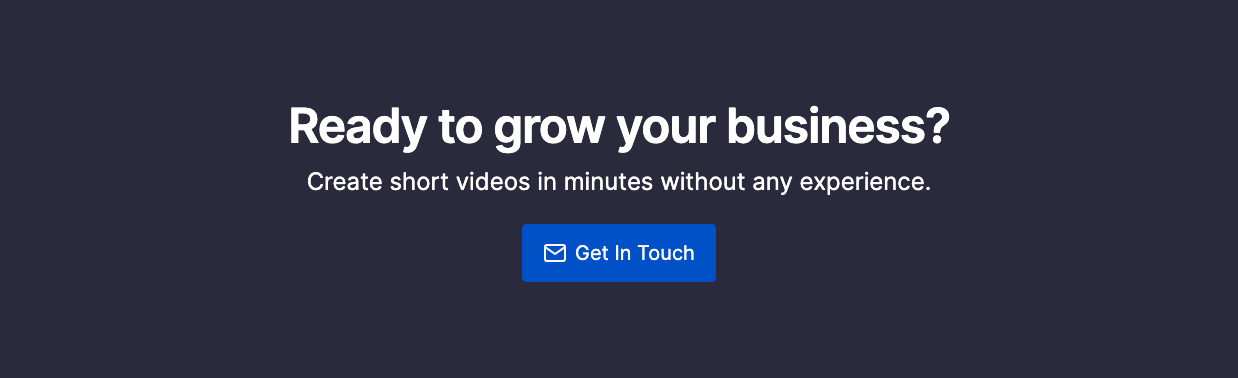 Ready to grow your business?
Create short videos in minutes without any experience.
Get In Touch